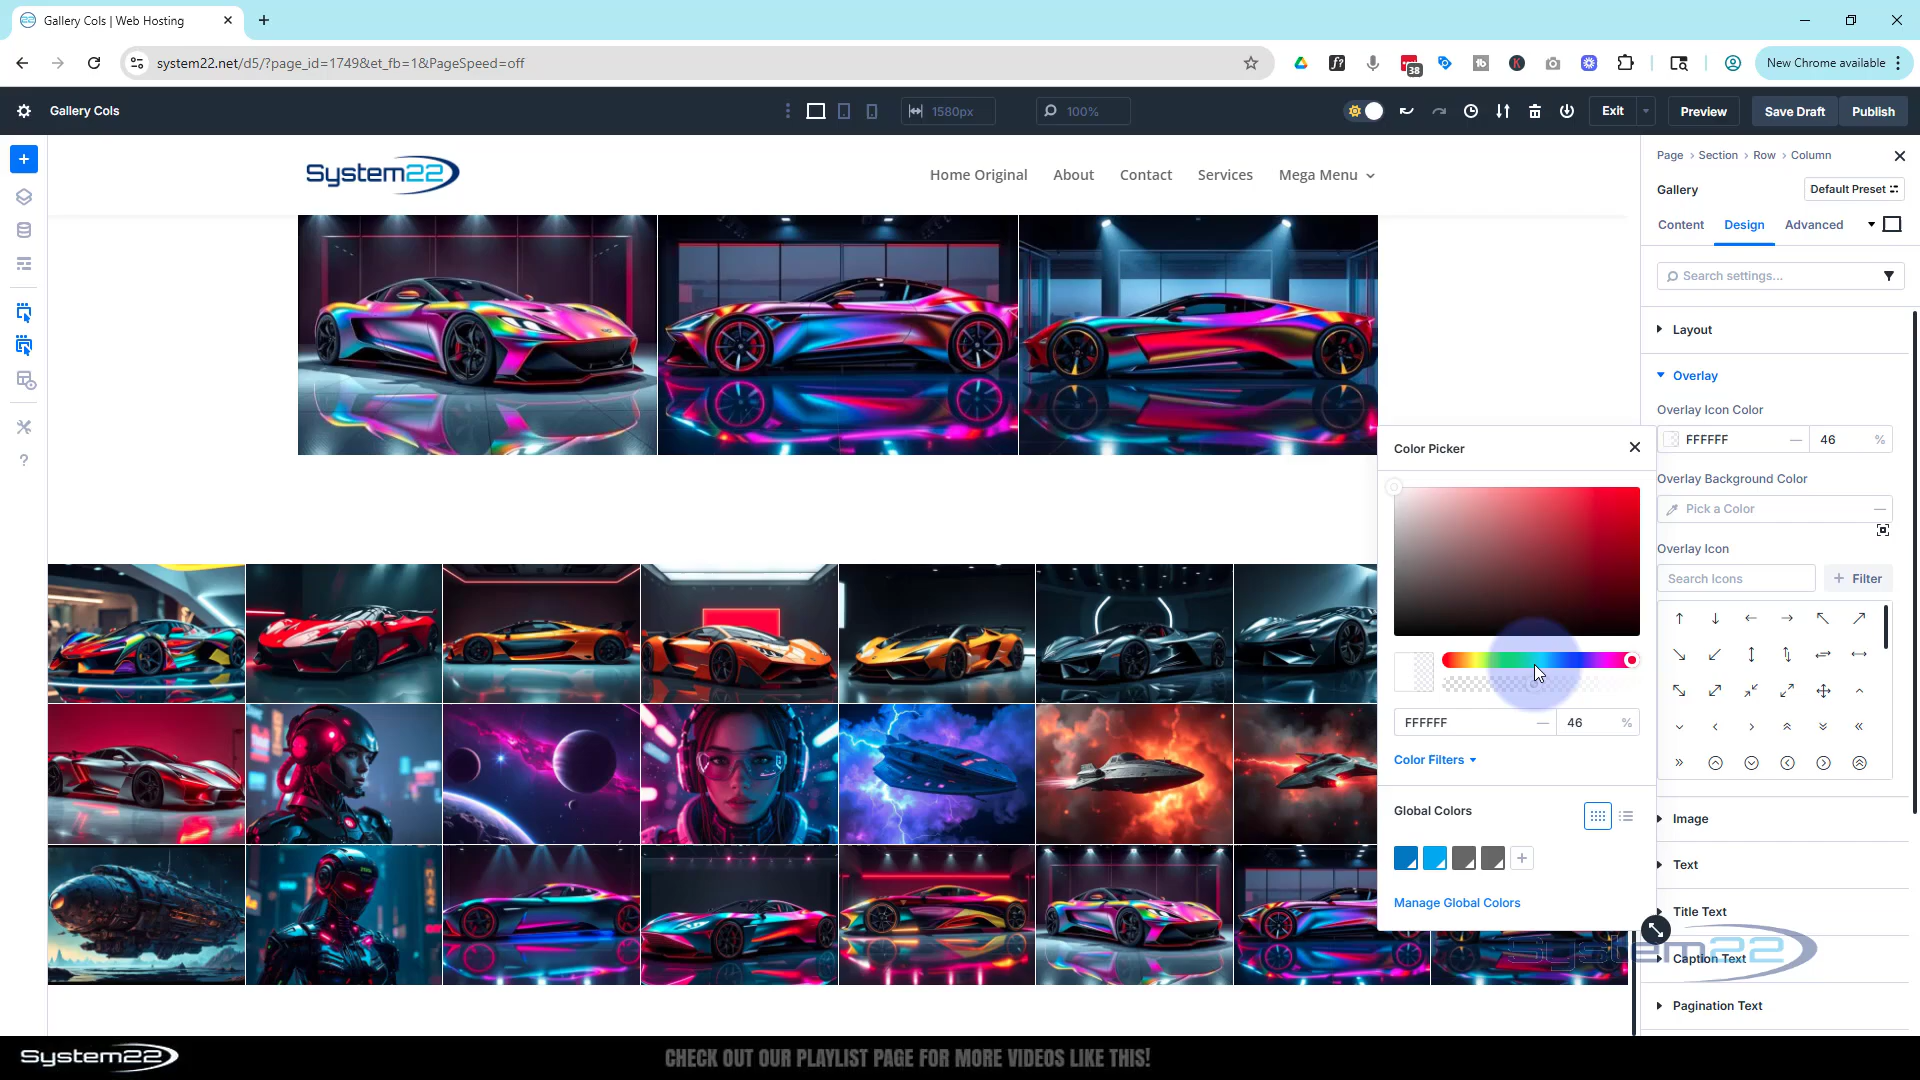 Gallery Cols | Web Hosting
system22.net/d5/?page_id=1749&et_fb=1&PageSpeed=off
38
New Chrome available
Gallery Cols
1580px
100%
Exit
Preview
Save Draft
Publish
System22
Home Original
About
Contact
Services
Mega Menu
Page > Section > Row > Column
Gallery
Default Preset
Content
Design
Advanced
Search settings...
Layout
Overlay
Overlay Icon Color
FFFFFF
46
%
Overlay Background Color
Pick a Color
Overlay Icon
Search Icons
+ Filter
Color Picker
FFFFFF
46
%
Color Filters
Global Colors
Manage Global Colors
Image
Text
Title Text
Caption Text
Pagination Text
System22
System22
CHECK OUT OUR PLAYLIST PAGE FOR MORE VIDEOS LIKE THIS!